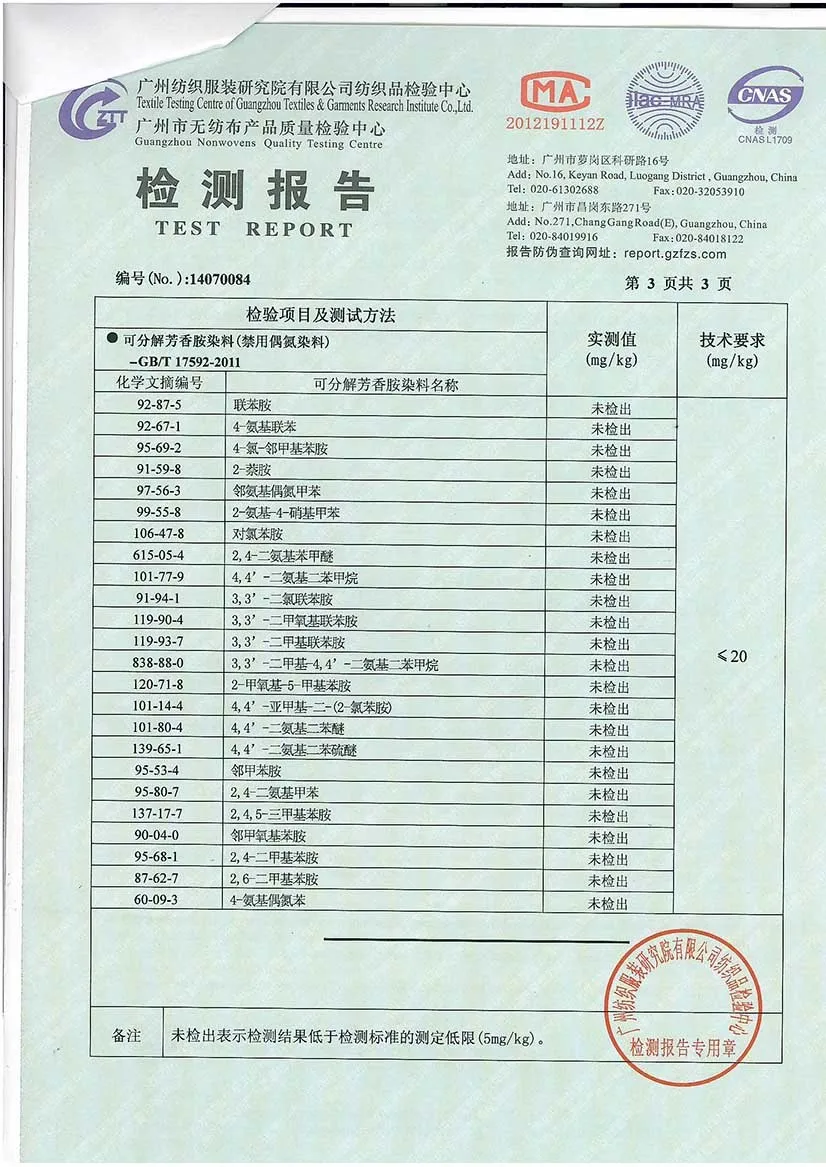 广州纺织服装研究院有限公司纺织品检验中心
Textile Testing Centre of Guangzhou Textiles & Garments Research Institute Co.,Ltd.
广州市无纺布产品质量检验中心
Guangzhou Nonwovens Quality Testing Centre
ZTT
检测报告
TEST REPORT
MA
2012191112Z
ilac-MRA
CNAS
检测
CNAS L1709
地址：广州市萝岗区科研路16号
Add: No.16, Keyan Road, Luogang District , Guangzhou, China
Tel: 020-61302688 Fax:020-32053910
地址：广州市昌岗东路271号
Add: No.271,ChangGangRoad(E), Guangzhou, China
Tel: 020-84019916 Fax:020-84018122
报告防伪查询网址：report.gzfzs.com
编号(No.):14070084
第 3 页共 3 页
检验项目及测试方法 实测值 (mg/kg) 技术要求 (mg/kg)
●可分解芳香胺染料(禁用偶氮染料)
-GB/T 17592-2011
化学文摘编号 可分解芳香胺染料名称
92-87-5 联苯胺 未检出
92-67-1 4-氨基联苯 未检出
95-69-2 4-氯-邻甲基苯胺 未检出
91-59-8 2-萘胺 未检出
97-56-3 邻氨基偶氮甲苯 未检出
99-55-8 2-氨基-4-硝基甲苯 未检出
106-47-8 对氯苯胺 未检出
615-05-4 2,4-二氨基苯甲醚 未检出
101-77-9 4,4'-二氨基二苯甲烷 未检出
91-94-1 3,3'-二氯联苯胺 未检出
119-90-4 3,3'-二甲氧基联苯胺 未检出
119-93-7 3,3'-二甲基联苯胺 未检出
838-88-0 3,3'-二甲基-4,4'-二氨基二苯甲烷 未检出
≤20
120-71-8 2-甲氧基-5-甲基苯胺 未检出
101-14-4 4,4'-亚甲基-二-(2-氯苯胺) 未检出
101-80-4 4,4'-二氨基二苯醚 未检出
139-65-1 4,4'-二氨基二苯硫醚 未检出
95-53-4 邻甲苯胺 未检出
95-80-7 2,4-二氨基甲苯 未检出
137-17-7 2,4,5-三甲基苯胺 未检出
90-04-0 邻甲氧基苯胺 未检出
95-68-1 2,4-二甲基苯胺 未检出
87-62-7 2,6-二甲基苯胺 未检出
60-09-3 4-氨基偶氮苯 未检出
备注 未检出表示检测结果低于检测标准的测定低限(5mg/kg)。
广州纺织服装研究院有限公司纺织品检验中心
检测报告专用章